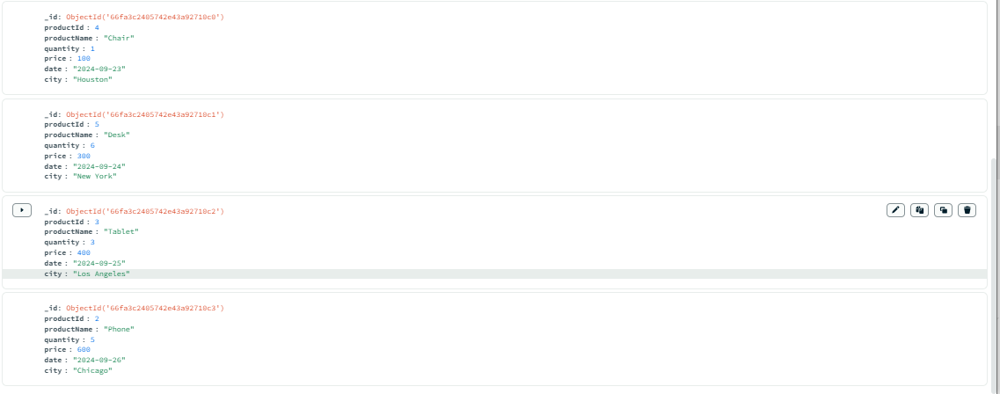 _id: ObjectId('66fa3c2405742e43a92710c0')
productId : 4
productName : "Chair"
quantity : 1
price : 100
date : "2024-09-23"
city : "Houston"
_id: ObjectId('66fa3c2405742e43a92710c1')
productId : 5
productName : "Desk"
quantity : 6
price : 300
date : "2024-09-24"
city : "New York"
_id: ObjectId('66fa3c2405742e43a92710c2')
productId : 3
productName : "Tablet"
quantity : 3
price : 400
date : "2024-09-25"
city : "Los Angeles"
_id: ObjectId('66fa3c2405742e43a92710c3')
productId : 2
productName : "Phone"
quantity : 5
price : 600
date : "2024-09-26"
city : "Chicago"